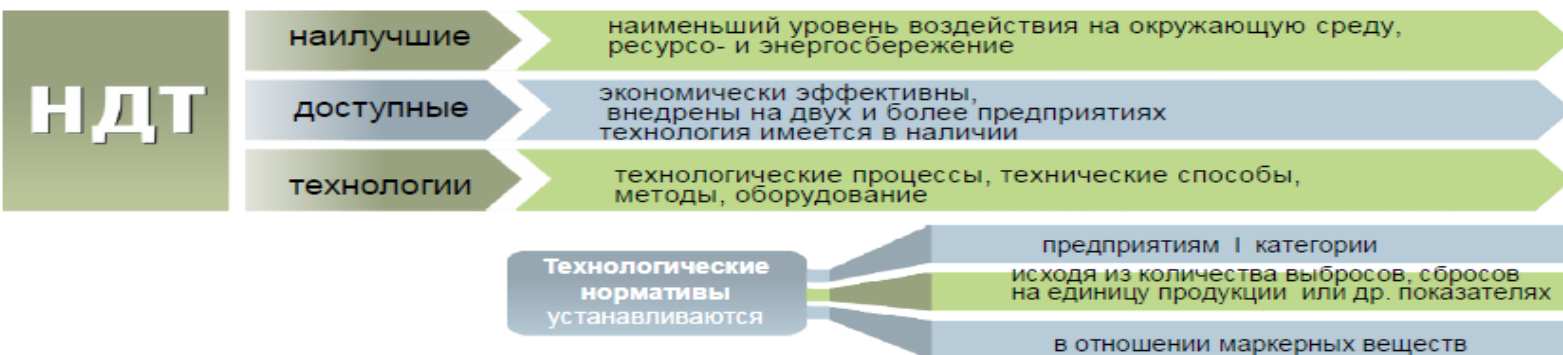 НДТ
наилучшие
наименьший уровень воздействия на окружающую среду,
ресурсо- и энергосбережение
доступные
экономически эффективны,
внедрены на двух и более предприятиях
технология имеется в наличии
технологии
технологические процессы, технические способы,
методы, оборудование
Технологические
нормативы
устанавливаются
предприятиям I категории
исходя из количества выбросов, сбросов
на единицу продукции или др. показателях
в отношении маркерных веществ